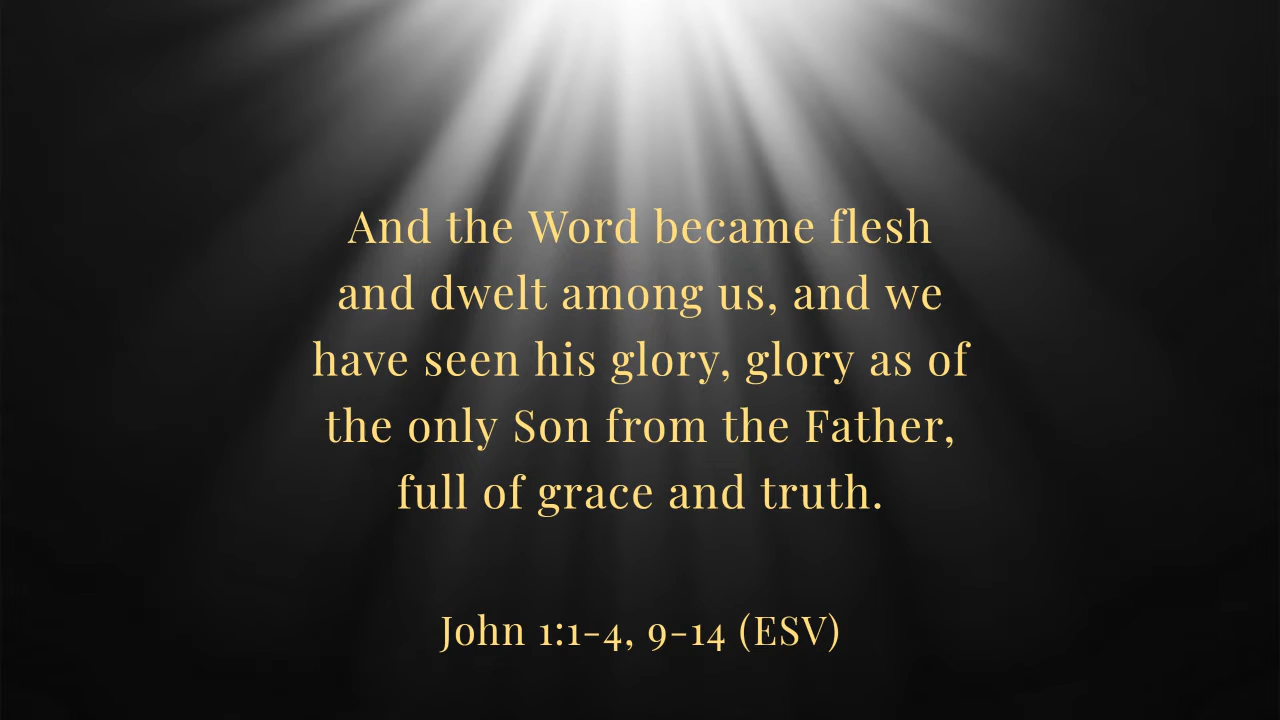 And the Word became flesh
and dwelt among us, and we
have seen his glory, glory as of
the only Son from the Father,
full of grace and truth.
John 1:1-4, 9-14 (ESV)